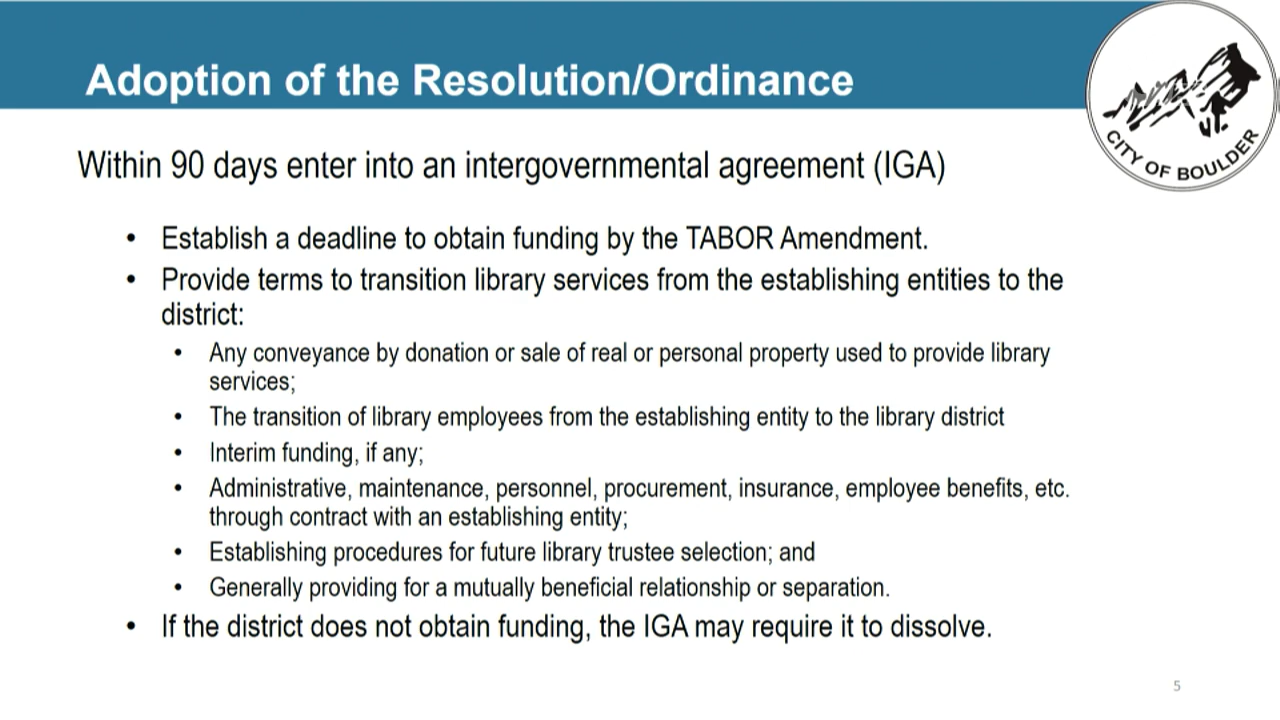 Adoption of the Resolution/Ordinance
CITY OF BOULDER
Within 90 days enter into an intergovernmental agreement (IGA)
• Establish a deadline to obtain funding by the TABOR Amendment.
• Provide terms to transition library services from the establishing entities to the
district:
• Any conveyance by donation or sale of real or personal property used to provide library
services;
• The transition of library employees from the establishing entity to the library district
• Interim funding, if any;
• Administrative, maintenance, personnel, procurement, insurance, employee benefits, etc.
through contract with an establishing entity;
• Establishing procedures for future library trustee selection; and
• Generally providing for a mutually beneficial relationship or separation.
• If the district does not obtain funding, the IGA may require it to dissolve.
5